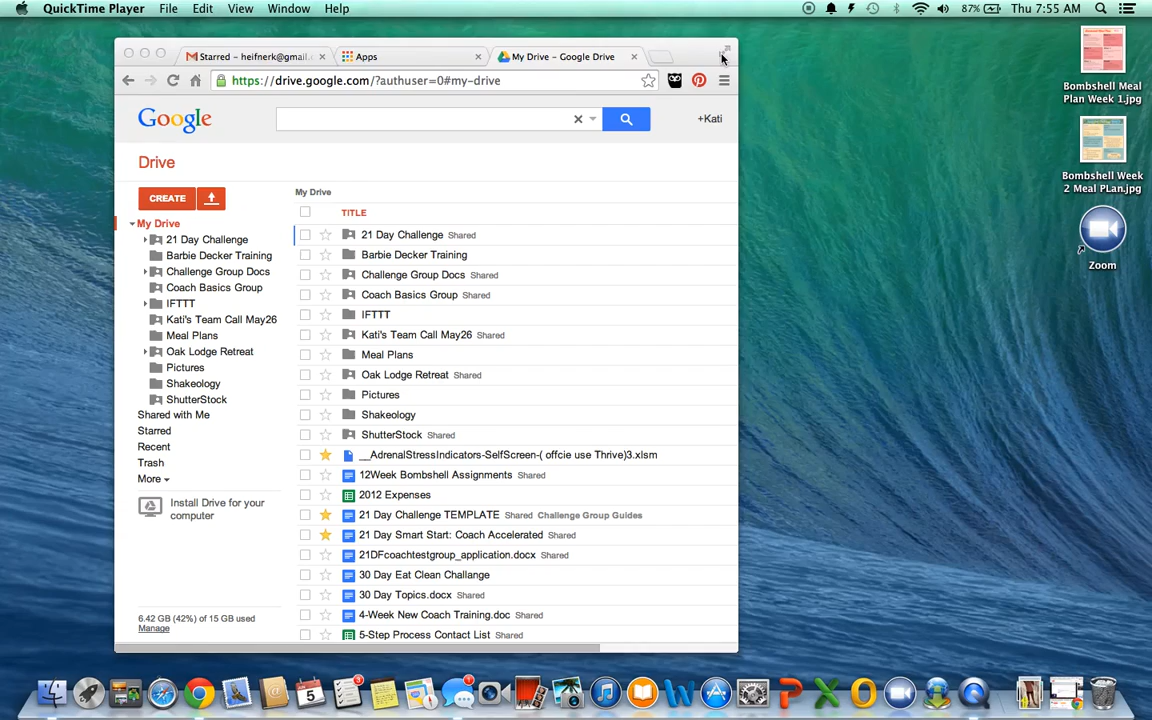 QuickTime Player File Edit View Window Help 87% Thu 7:55 AM
Starred – heifnerk@gmail.c Apps My Drive – Google Drive
https://drive.google.com/?authuser=0#my-drive
Google +Kati
Drive
CREATE
My Drive
21 Day Challenge
Barbie Decker Training
Challenge Group Docs
Coach Basics Group
IFTTT
Kati's Team Call May26
Meal Plans
Oak Lodge Retreat
Pictures
Shakeology
ShutterStock
Shared with Me
Starred
Recent
Trash
More
Install Drive for your
computer
6.42 GB (42%) of 15 GB used
Manage
My Drive
TITLE
21 Day Challenge Shared
Barbie Decker Training
Challenge Group Docs Shared
Coach Basics Group Shared
IFTTT
Kati's Team Call May26 Shared
Meal Plans
Oak Lodge Retreat Shared
Pictures
Shakeology
ShutterStock Shared
__AdrenalStressIndicators-SelfScreen-( offcie use Thrive)3.xlsm
12Week Bombshell Assignments Shared
2012 Expenses
21 Day Challenge TEMPLATE Shared Challenge Group Guides
21 Day Smart Start: Coach Accelerated Shared
21DFcoachtestgroup_application.docx Shared
30 Day Eat Clean Challange
30 Day Topics.docx Shared
4-Week New Coach Training.doc Shared
5-Step Process Contact List Shared
Bombshell Meal
Plan Week 1.jpg
Bombshell Week
2 Meal PLan.jpg
Zoom